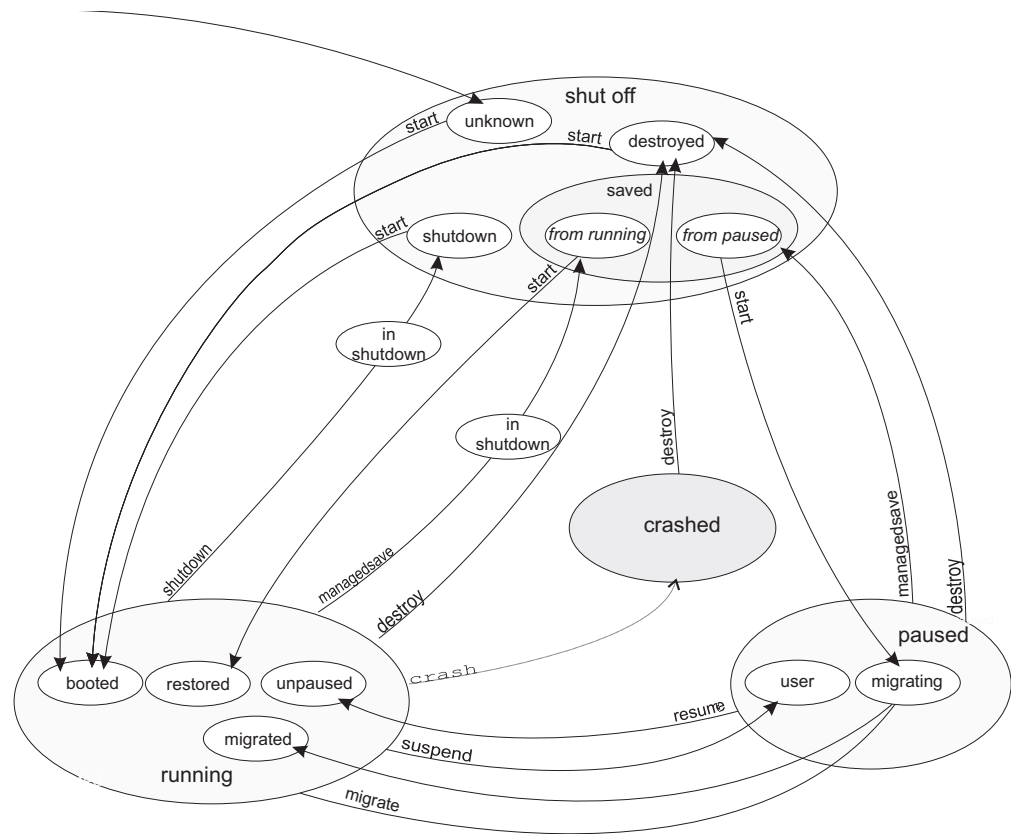 shut off
unknown
start
start
destroyed
saved
start
shutdown
from running
from paused
start
start
in
shutdown
in
shutdown
destroy
crashed
managedsave
shutdown
managedsave
destroy
destroy
paused
crash
booted
restored
unpaused
user
migrating
resume
migrated
suspend
running
migrate